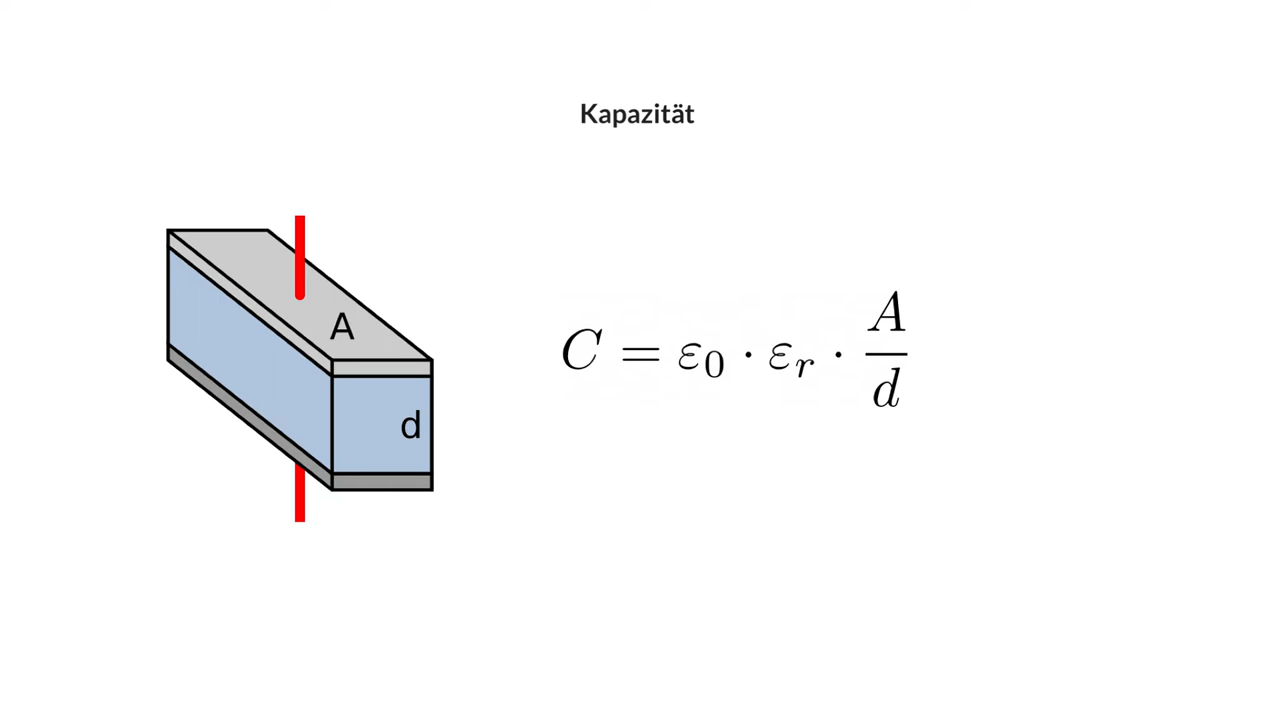 Kapazität
A
d
C = ε₀ · εᵣ · A/d